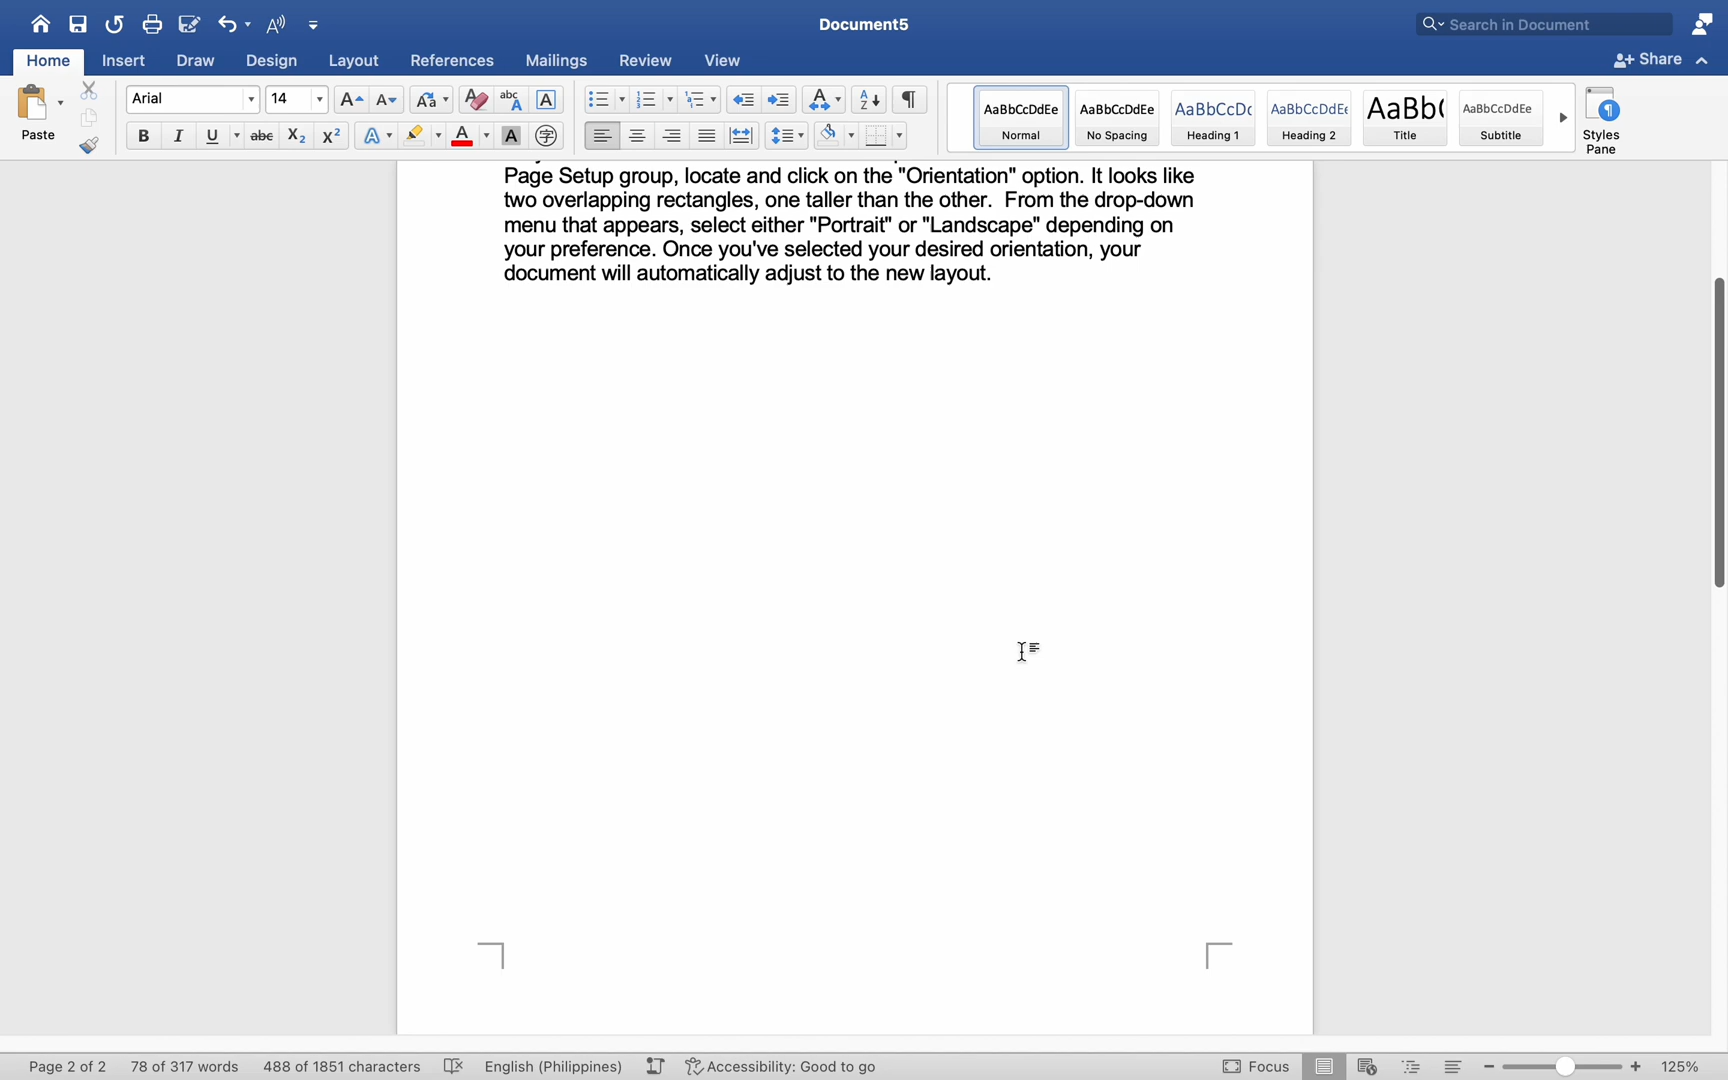 Document5
Search in Document
Home Insert Draw Design Layout References Mailings Review View
Share
Paste
Arial 14
AaBbCcDdEe AaBbCcDdEe AaBbCcDc AaBbCcDdEe AaBb( AaBbCcDdEe
Normal No Spacing Heading 1 Heading 2 Title Subtitle
Styles
Pane
Page Setup group, locate and click on the "Orientation" option. It looks like
two overlapping rectangles, one taller than the other.  From the drop-down
menu that appears, select either "Portrait" or "Landscape" depending on
your preference. Once you've selected your desired orientation, your
document will automatically adjust to the new layout.
Page 2 of 2 78 of 317 words 488 of 1851 characters English (Philippines) Accessibility: Good to go Focus 125%